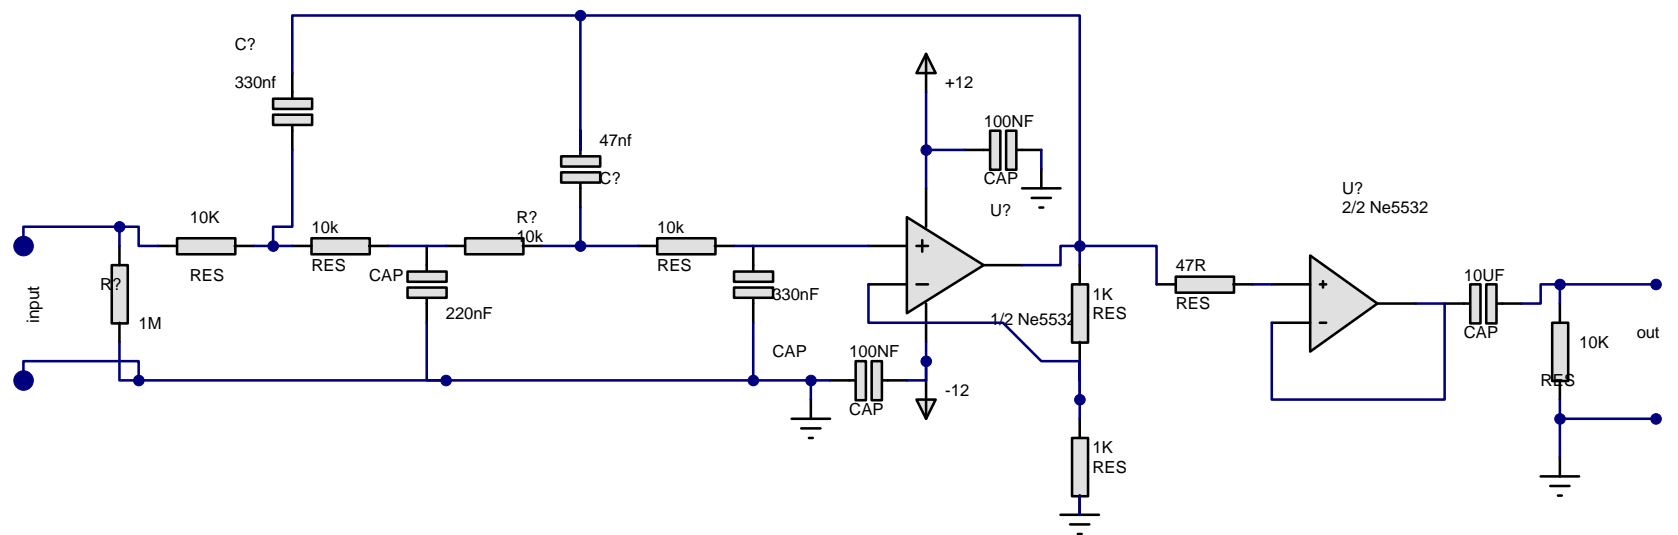 C?
330nf
47nf
C?
+12
100NF
CAP
U?
U?
2/2 Ne5532
10K
RES
10k
RES
CAP
R?
10k
10k
RES
220nF
330nF
R?
1M
input
1/2 Ne5532
1K
RES
CAP
100NF
CAP
-12
1K
RES
47R
RES
10UF
CAP
10K
RES
out